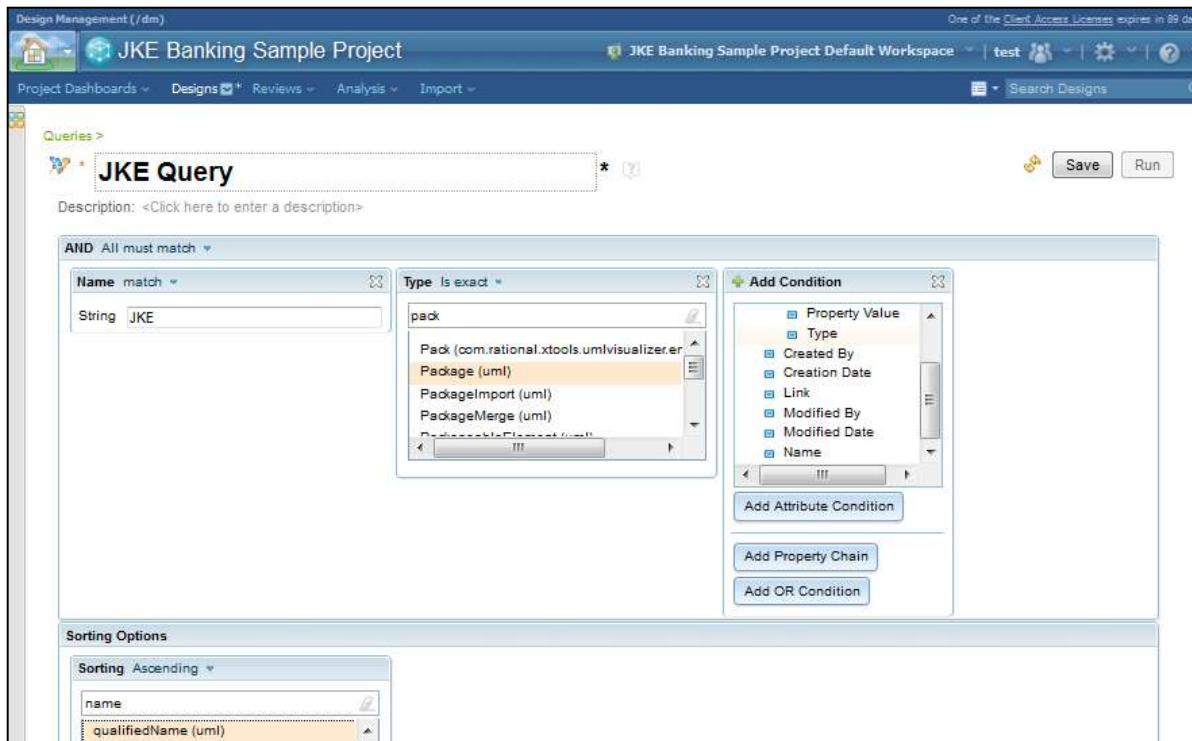 Design Management (/dm) One of the Client Access Licenses expires in 89 da
JKE Banking Sample Project JKE Banking Sample Project Default Workspace | test | |
Project Dashboards Designs * Reviews Analysis Import Search Designs
Queries >
* JKE Query *
Save Run
Description: <Click here to enter a description>
AND All must match
Name match
String JKE
Type Is exact
pack
Pack (com.rational.xtools.umlvisualizer.er
Package (uml)
PackageImport (uml)
PackageMerge (uml)
PackageableElement (uml)
Add Condition
Property Value
Type
Created By
Creation Date
Link
Modified By
Modified Date
Name
Add Attribute Condition
Add Property Chain
Add OR Condition
Sorting Options
Sorting Ascending
name
qualifiedName (uml)